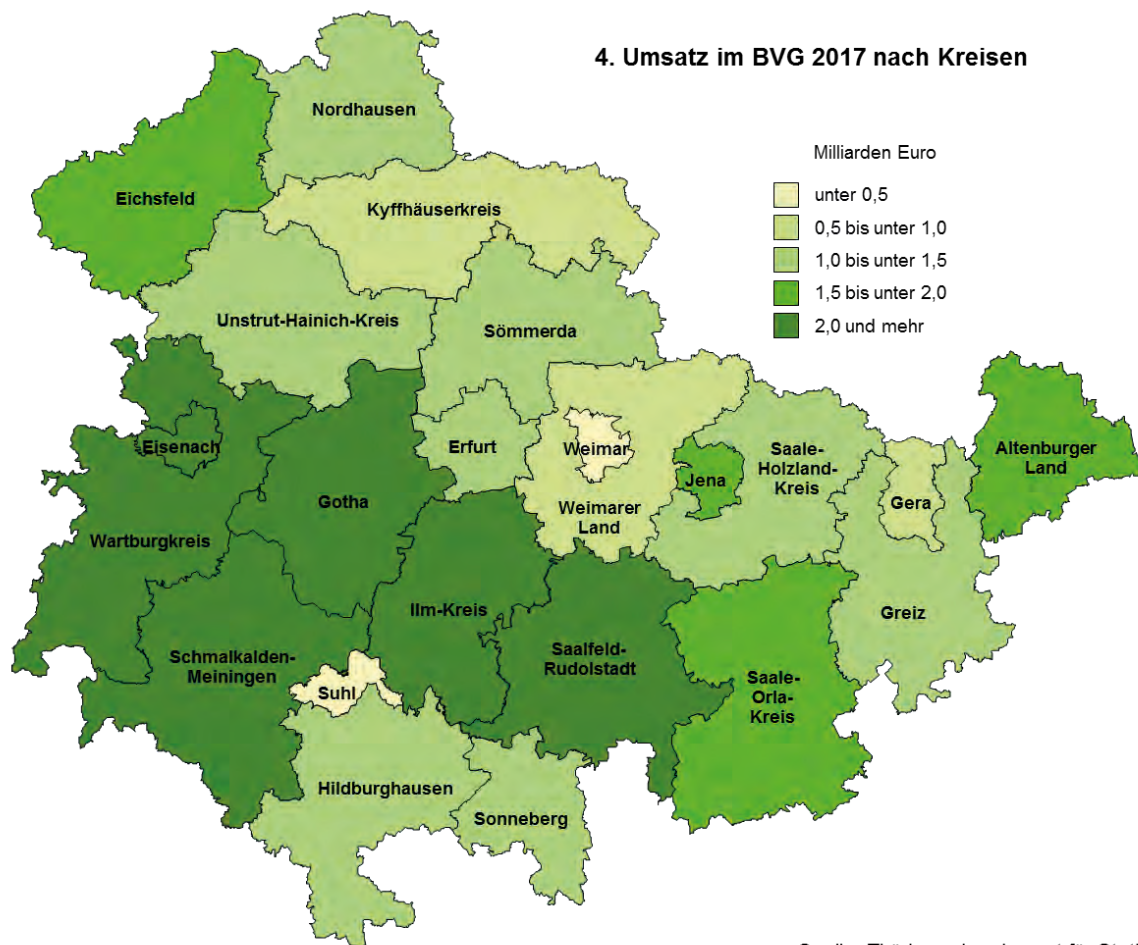 4. Umsatz im BVG 2017 nach Kreisen
Milliarden Euro
unter 0,5
0,5 bis unter 1,0
1,0 bis unter 1,5
1,5 bis unter 2,0
2,0 und mehr
Nordhausen
Eichsfeld
Kyffhäuserkreis
Unstrut-Hainich-Kreis
Sömmerda
Eisenach
Erfurt
Weimar
Saale-
Holzland-
Kreis
Altenburger
Land
Jena
Gera
Gotha
Weimarer
Land
Wartburgkreis
Ilm-Kreis
Greiz
Schmalkalden-
Meiningen
Saalfeld-
Rudolstadt
Suhl
Saale-
Orla-
Kreis
Hildburghausen
Sonneberg